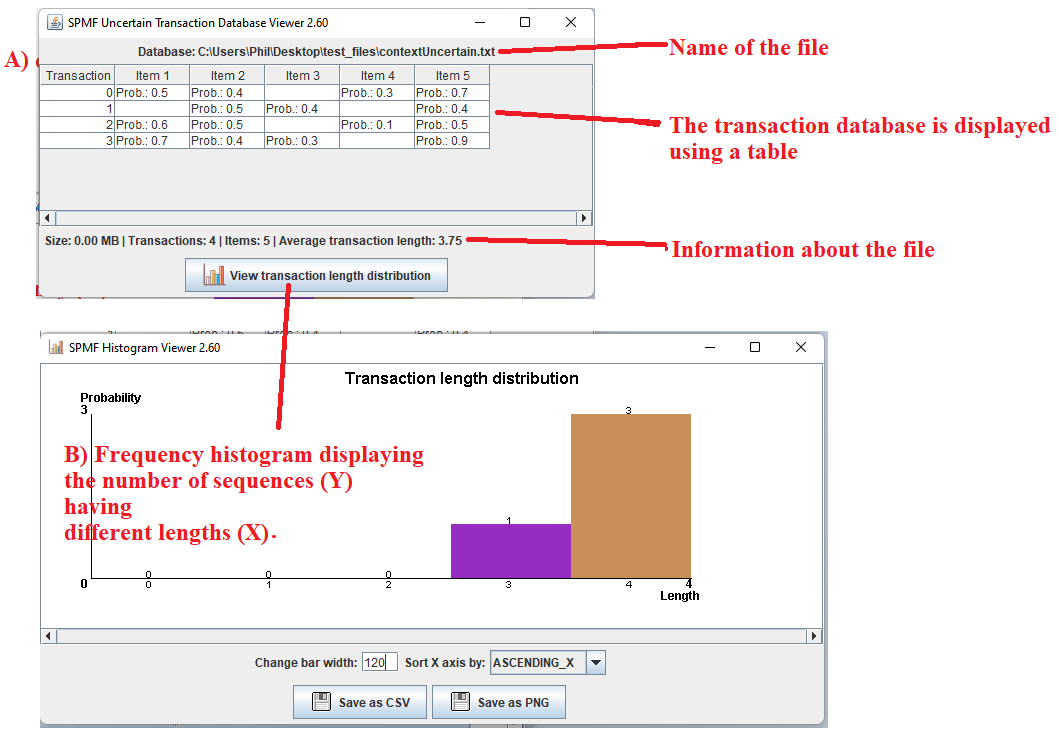 SPMF Uncertain Transaction Database Viewer 2.60
Database: C:\Users\Phil\Desktop\test_files\contextUncertain.txt
Name of the file
A)
Transaction Item 1 Item 2 Item 3 Item 4 Item 5
0 Prob.: 0.5 Prob.: 0.4 Prob.: 0.3 Prob.: 0.7
1 Prob.: 0.5 Prob.: 0.4 Prob.: 0.4
2 Prob.: 0.6 Prob.: 0.5 Prob.: 0.1 Prob.: 0.5
3 Prob.: 0.7 Prob.: 0.4 Prob.: 0.3 Prob.: 0.9
The transaction database is displayed
using a table
Size: 0.00 MB | Transactions: 4 | Items: 5 | Average transaction length: 3.75
Information about the file
View transaction length distribution
SPMF Histogram Viewer 2.60
Transaction length distribution
Probability
3
3
B) Frequency histogram displaying
the number of sequences (Y)
having
different lengths (X).
1
0 0 0
0 0 1 2 3 4 4
Length
Change bar width: 120 Sort X axis by: ASCENDING_X
Save as CSV Save as PNG